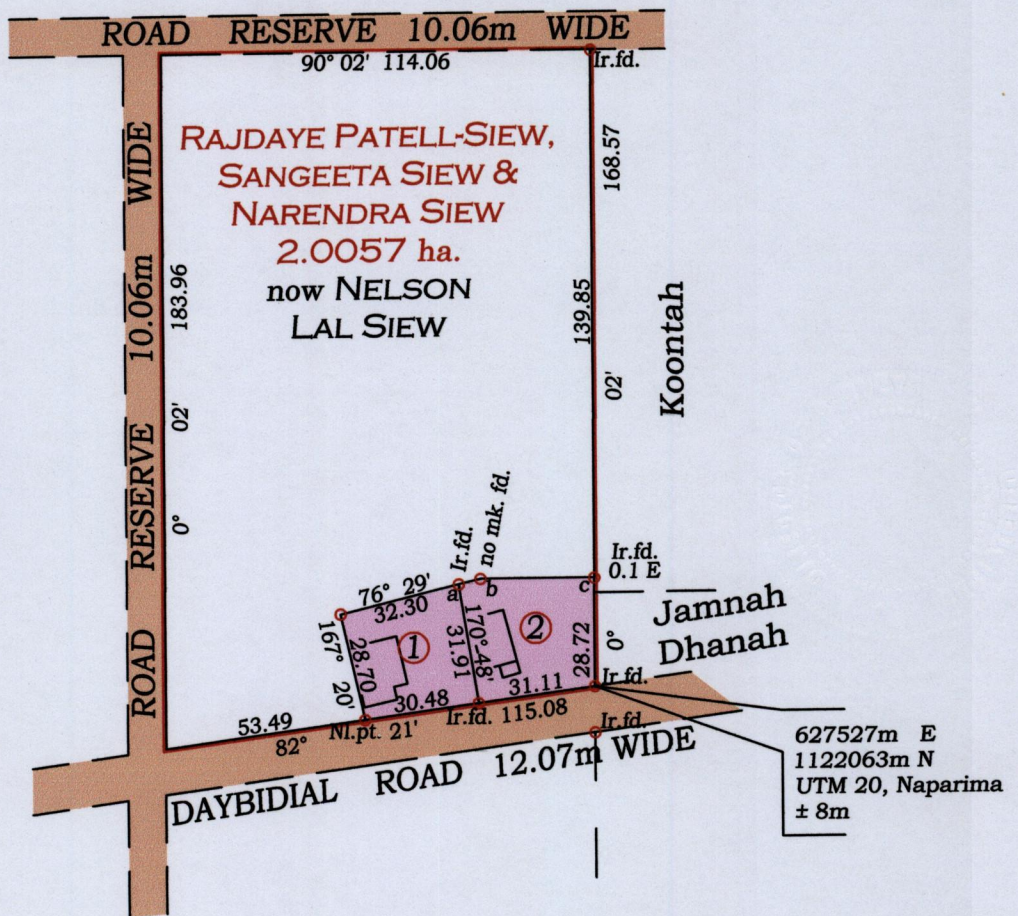 ROAD RESERVE 10.06m WIDE
90° 02' 114.06
Ir.fd.
RAJDAYE PATELL-SIEW,
SANGEETA SIEW &
NARENDRA SIEW
2.0057 ha.
now NELSON
LAL SIEW
ROAD RESERVE 10.06m WIDE
0° 02' 183.96
168.57
0° 02' 139.85
Koontah
Ir.fd.
no mk. fd.
Ir.fd.
0.1 E
a
b
c
76° 29'
32.30
167° 20'
28.70
1
170° 48'
31.91
2
28.72
Jamnah
Dhanah
30.48
31.11
Ir.fd.
53.49
Nl.pt.
Ir.fd.
82° 21' 115.08
Ir.fd.
DAYBIDIAL ROAD 12.07m WIDE
627527m E
1122063m N
UTM 20, Naparima
± 8m